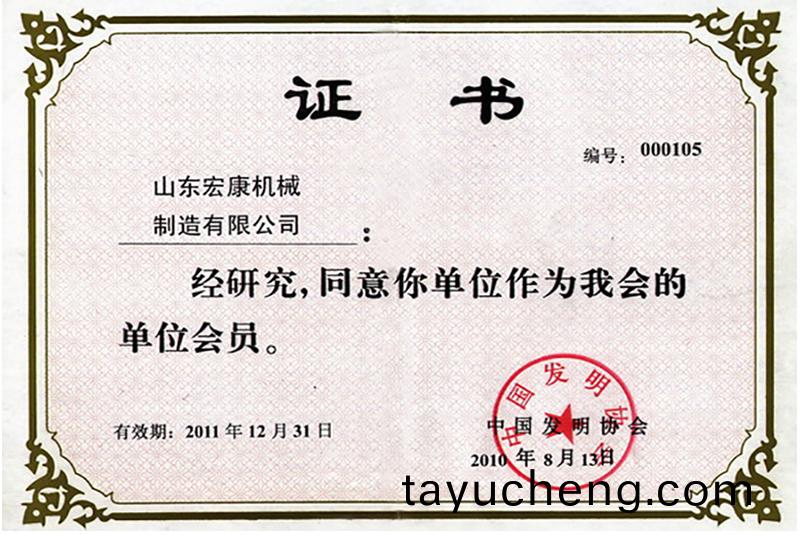 证 书
编号： 000105
山东宏康机械
制造有限公司 ：
经研究，同意你单位作为我会的
单位会员。
中国发明协会
有效期：2011 年 12 月 31 日
中国发明协会
2010 年 8 月 13日
tayucheng.com